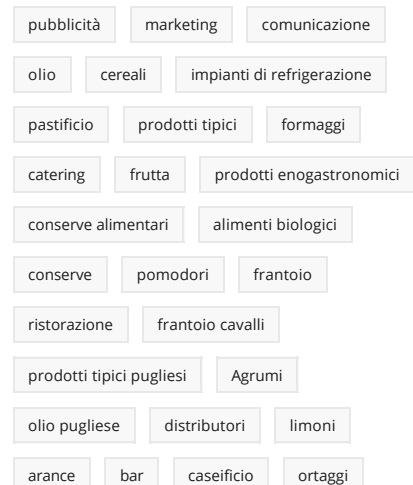 pubblicità marketing comunicazione
olio cereali impianti di refrigerazione
pastificio prodotti tipici formaggi
catering frutta prodotti enogastronomici
conserve alimentari alimenti biologici
conserve pomodori frantoio
ristorazione frantoio cavalli
prodotti tipici pugliesi Agrumi
olio pugliese distributori limoni
arance bar caseificio ortaggi